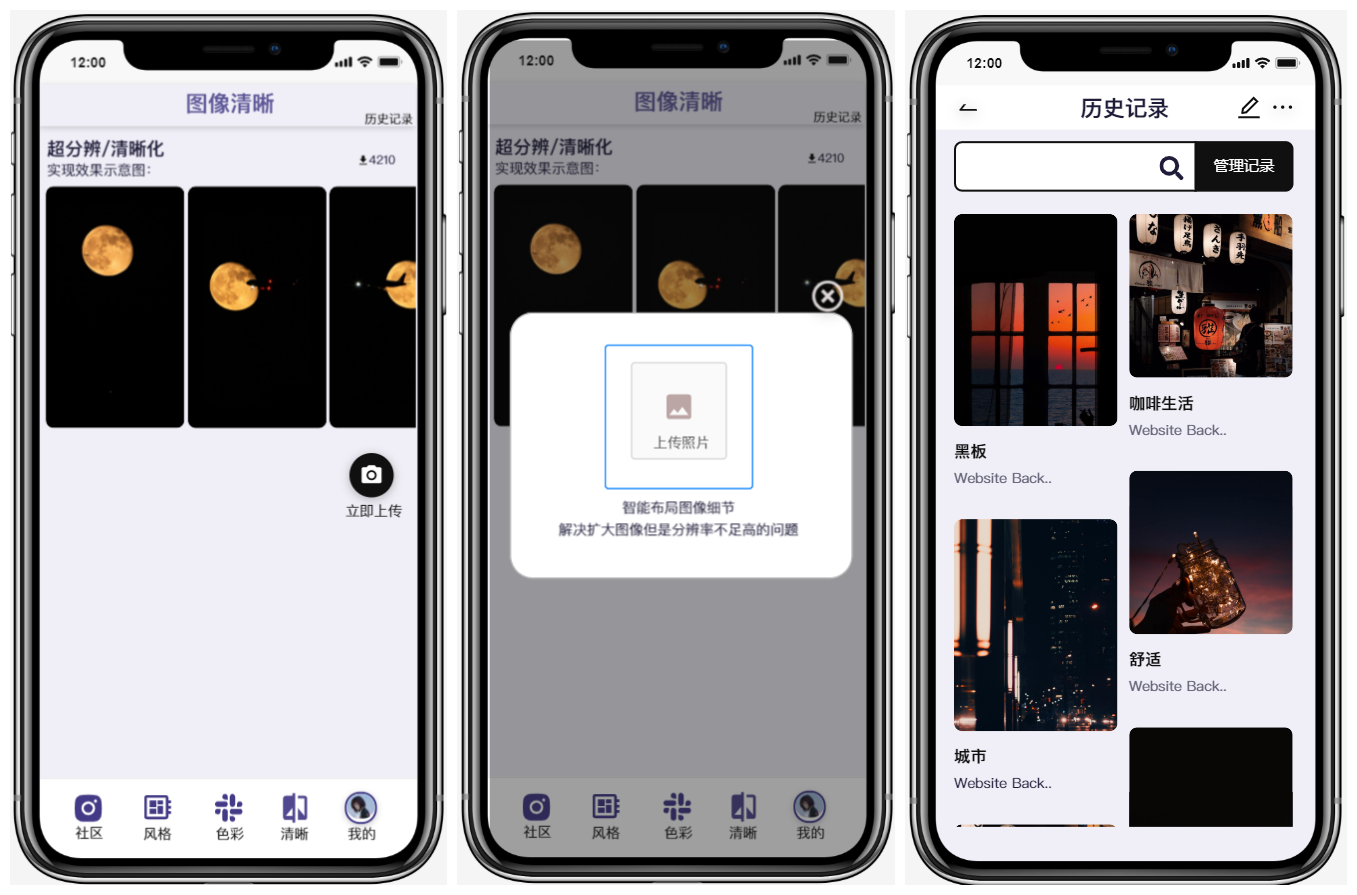 12:00
图像清晰
历史记录
超分辨/清晰化
4210
实现效果示意图：
立即上传
社区
风格
色彩
清晰
我的
12:00
图像清晰
历史记录
超分辨/清晰化
4210
实现效果示意图：
上传照片
智能布局图像细节
解决扩大图像但是分辨率不足高的问题
社区
风格
色彩
清晰
我的
12:00
历史记录
管理记录
咖啡生活
Website Back..
黑板
Website Back..
舒适
Website Back..
城市
Website Back..